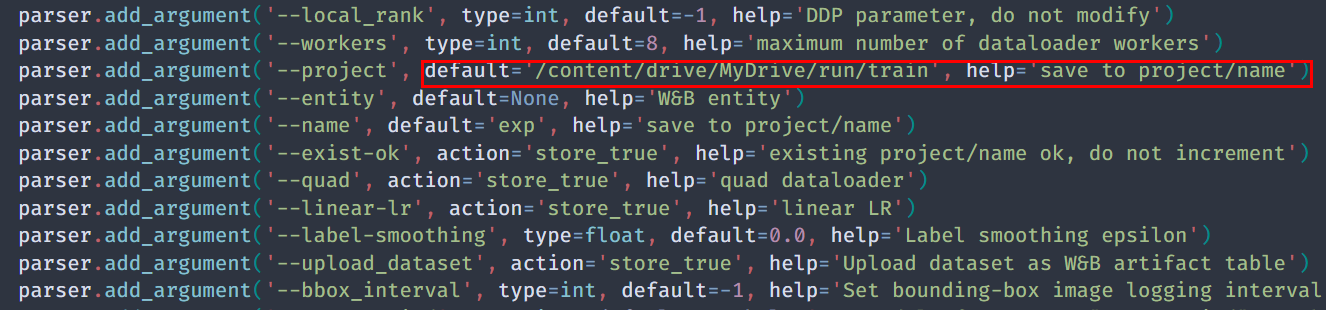 parser.add_argument('--local_rank', type=int, default=-1, help='DDP parameter, do not modify')
parser.add_argument('--workers', type=int, default=8, help='maximum number of dataloader workers')
parser.add_argument('--project', default='/content/drive/MyDrive/run/train', help='save to project/name')
parser.add_argument('--entity', default=None, help='W&B entity')
parser.add_argument('--name', default='exp', help='save to project/name')
parser.add_argument('--exist-ok', action='store_true', help='existing project/name ok, do not increment')
parser.add_argument('--quad', action='store_true', help='quad dataloader')
parser.add_argument('--linear-lr', action='store_true', help='linear LR')
parser.add_argument('--label-smoothing', type=float, default=0.0, help='Label smoothing epsilon')
parser.add_argument('--upload_dataset', action='store_true', help='Upload dataset as W&B artifact table')
parser.add_argument('--bbox_interval', type=int, default=-1, help='Set bounding-box image logging interval